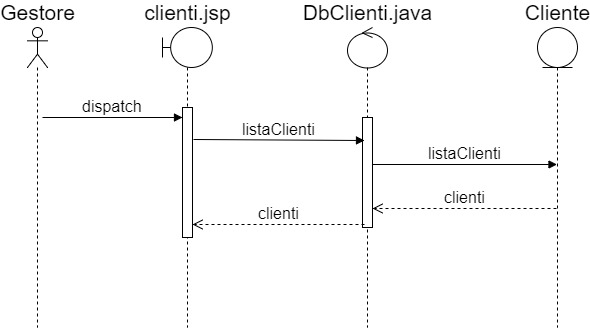 Gestore
clienti.jsp
DbClienti.java
Cliente
dispatch
listaClienti
listaClienti
clienti
clienti